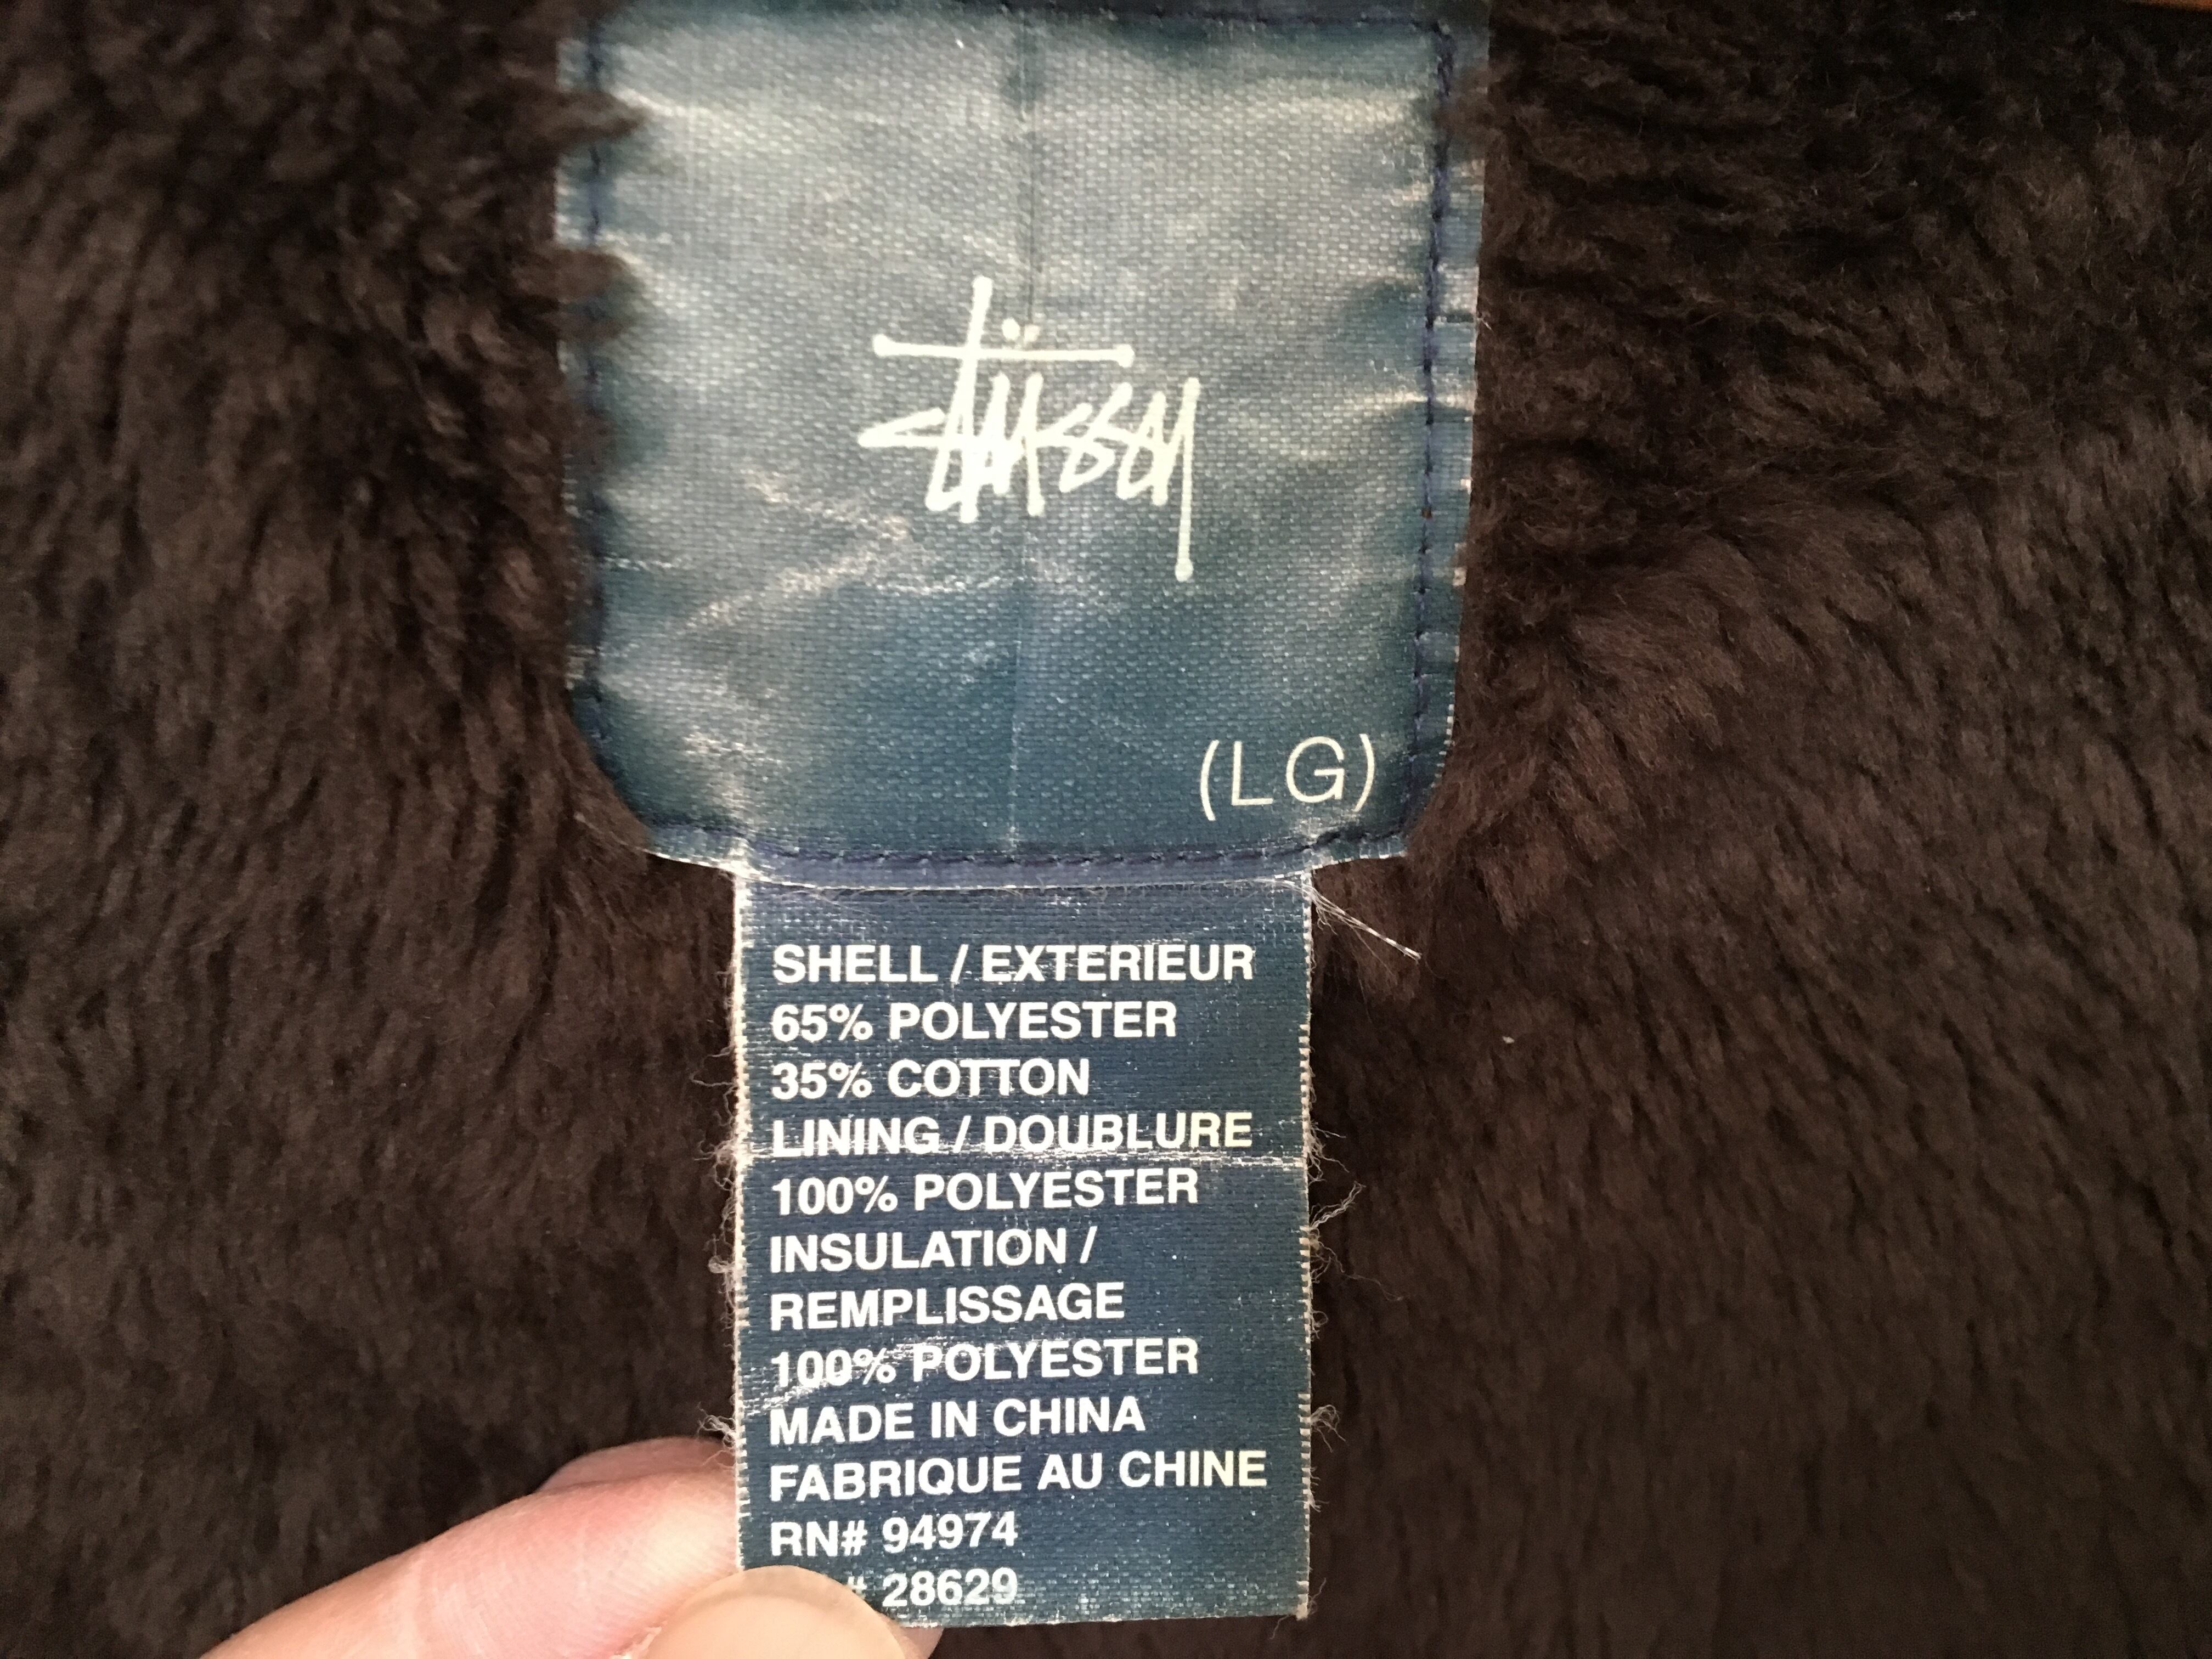 stüssy
(LG)
SHELL / EXTERIEUR
65% POLYESTER
35% COTTON
LINING / DOUBLURE
100% POLYESTER
INSULATION /
REMPLISSAGE
100% POLYESTER
MADE IN CHINA
FABRIQUE AU CHINE
RN# 94974
# 28629